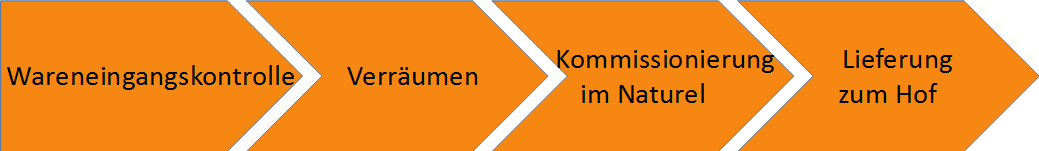 Wareneingangskontrolle
Verräumen
Kommissionierung
im Naturel
Lieferung
zum Hof